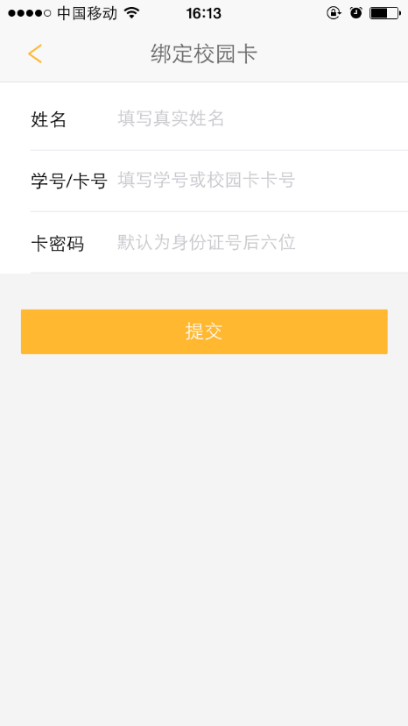 中国移动 16:13
绑定校园卡
姓名 填写真实姓名
学号/卡号 填写学号或校园卡卡号
卡密码 默认为身份证号后六位
提交